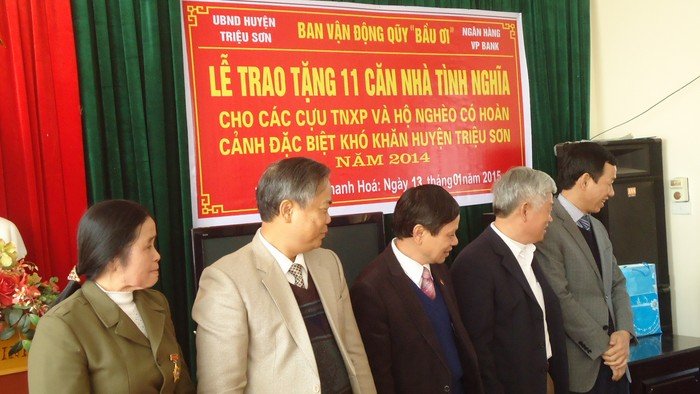 UBND HUYỆN
TRIỆU SƠN
BAN VẬN ĐỘNG QŨY "BẦU ƠI"
NGÂN HÀNG
VP BANK
LỄ TRAO TẶNG 11 CĂN NHÀ TÌNH NGHĨA
CHO CÁC CỰU TNXP VÀ HỘ NGHÈO CÓ HOÀN
CẢNH ĐẶC BIỆT KHÓ KHĂN HUYỆN TRIỆU SƠN
NĂM 2014
hanh Hoá: Ngày 13 tháng 01 năm 2015